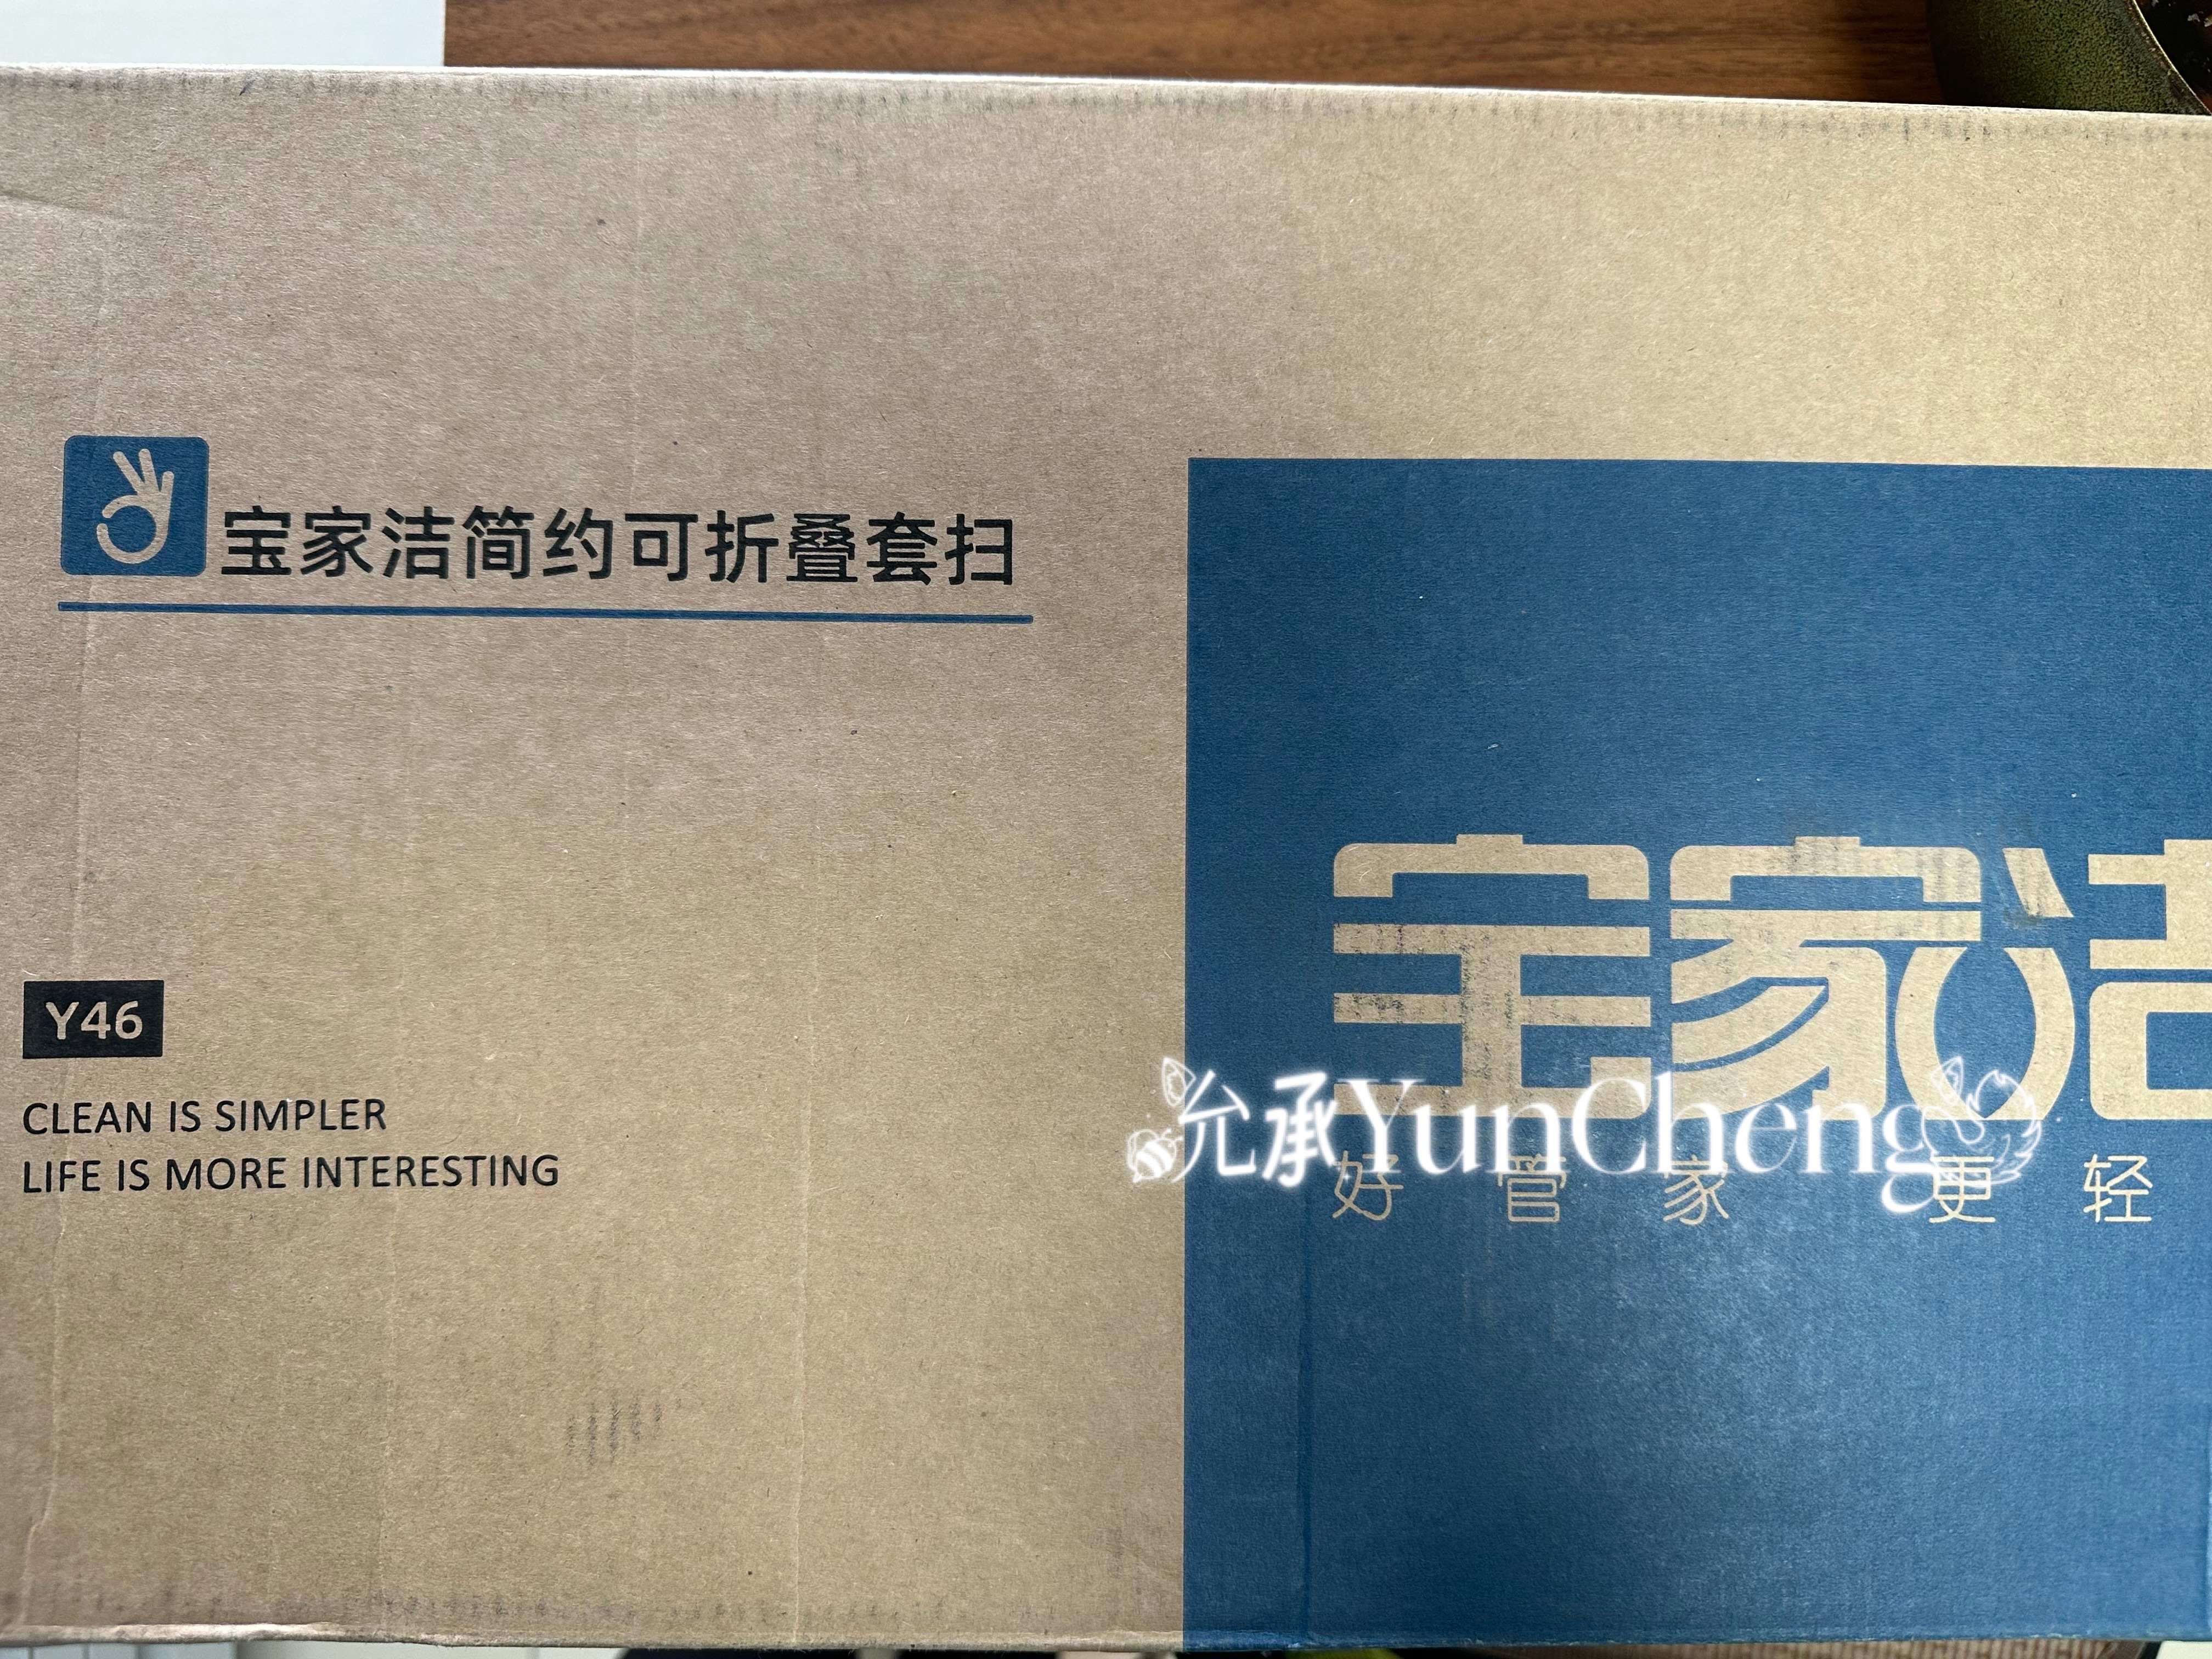 宝家洁简约可折叠套扫
宝家洁
允承YunCheng
好管家 更轻
Y46
CLEAN IS SIMPLER
LIFE IS MORE INTERESTING